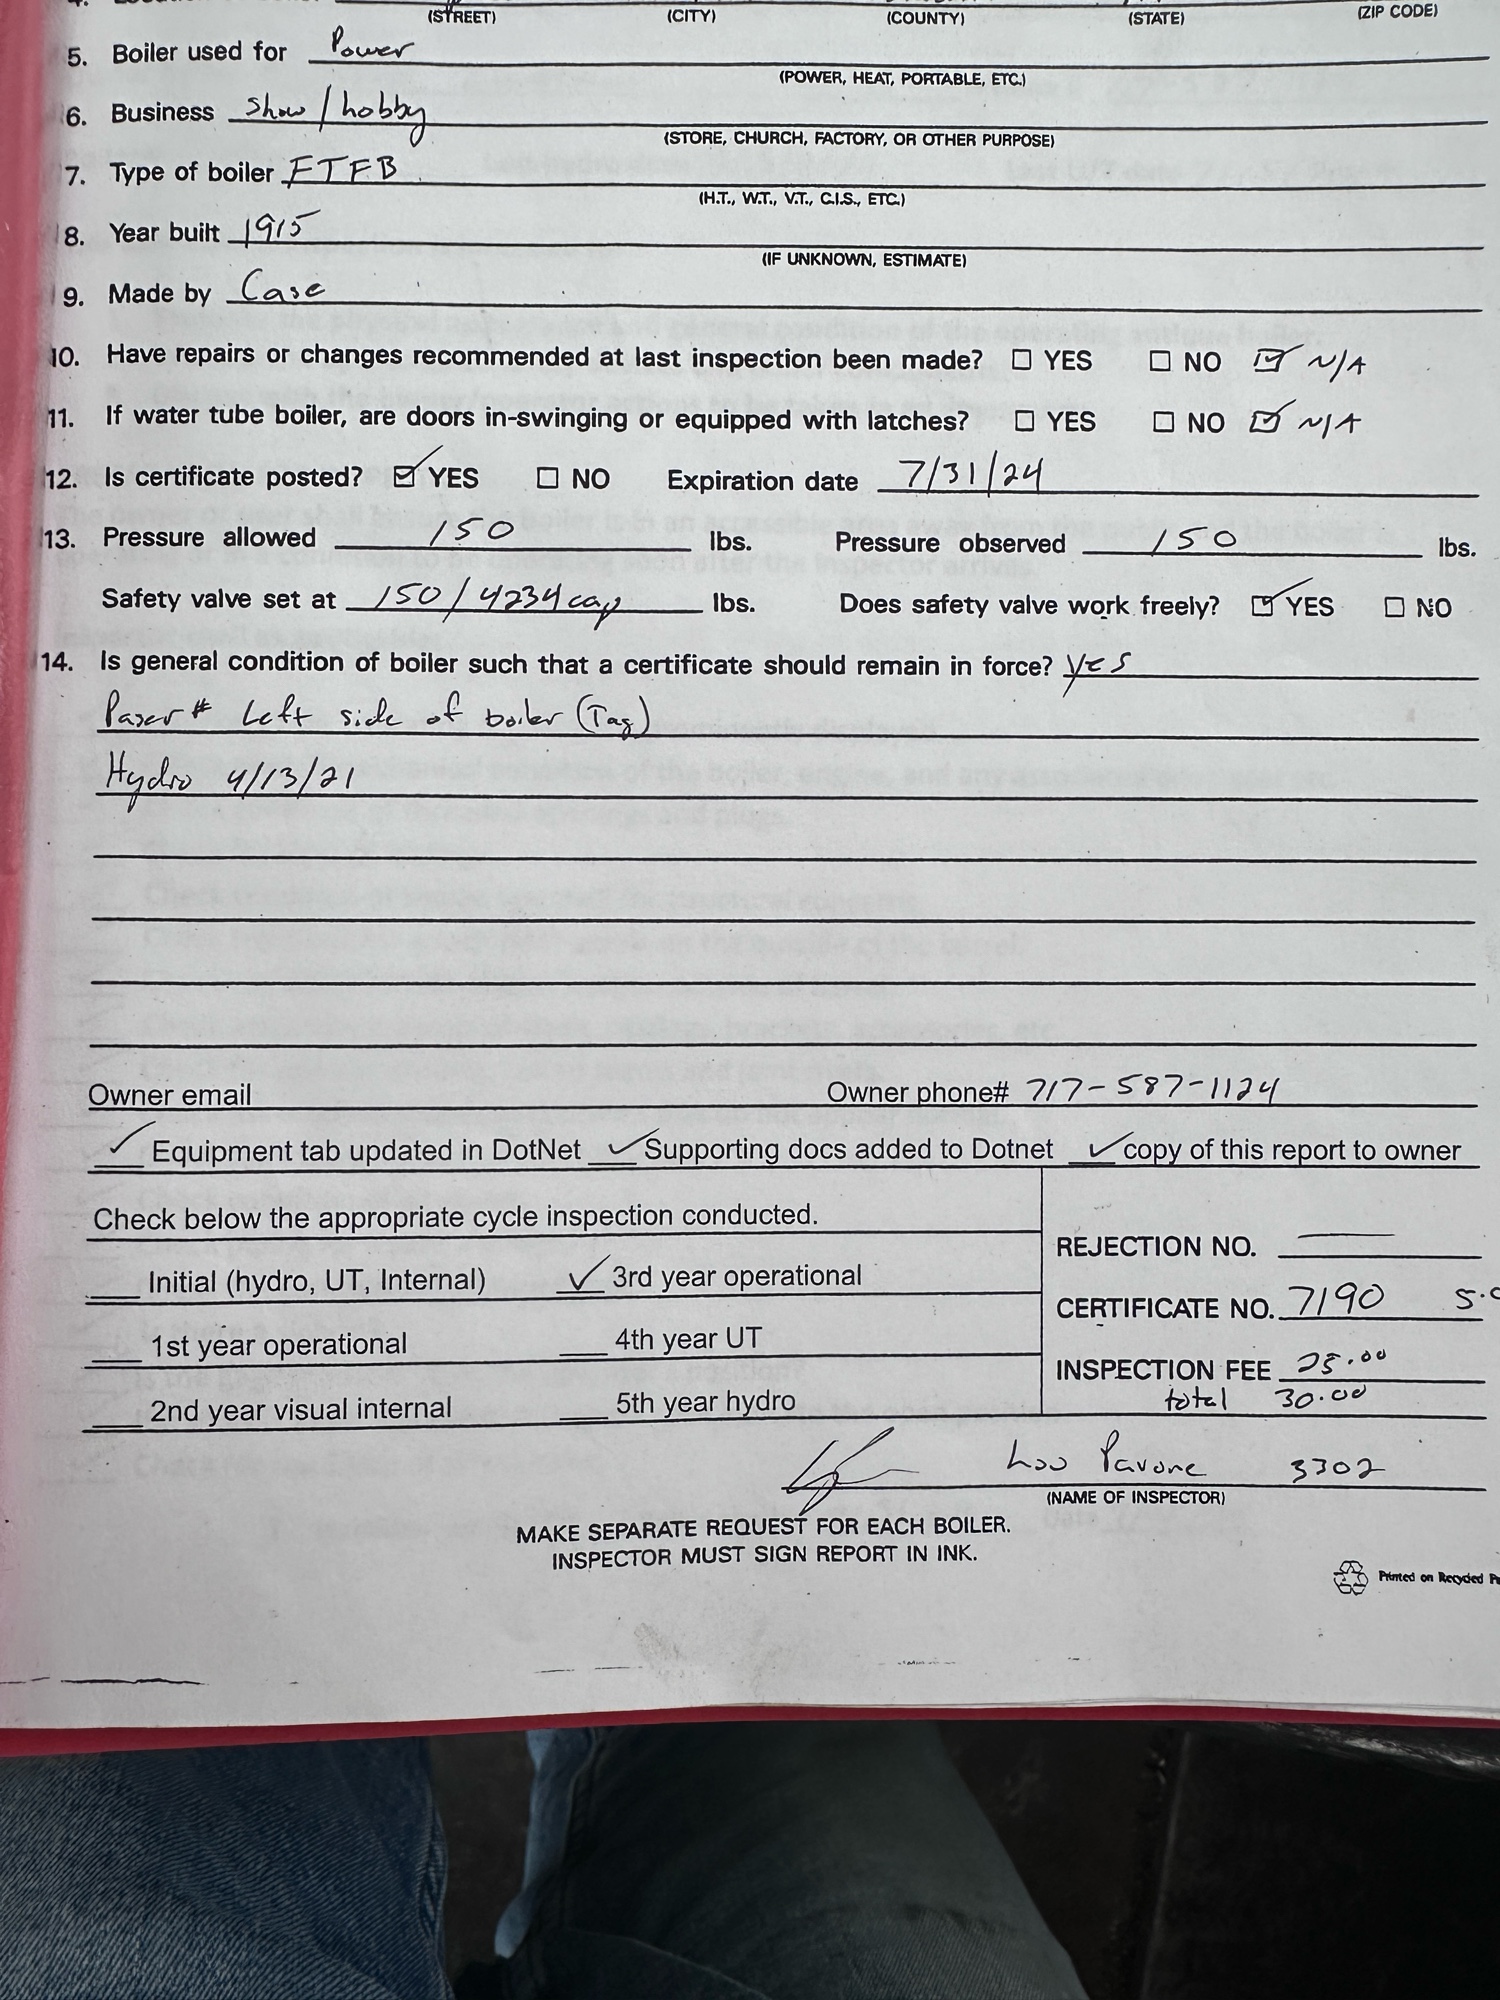 (STREET) (CITY) (COUNTY) (STATE) (ZIP CODE)
5. Boiler used for Power
(POWER, HEAT, PORTABLE, ETC.)
6. Business show / hobby
(STORE, CHURCH, FACTORY, OR OTHER PURPOSE)
7. Type of boiler FTFB
(H.T., W.T., V.T., C.I.S., ETC.)
8. Year built 1915
(IF UNKNOWN, ESTIMATE)
9. Made by Case
10. Have repairs or changes recommended at last inspection been made? YES NO N/A
11. If water tube boiler, are doors in-swinging or equipped with latches? YES NO N/A
12. Is certificate posted? YES NO Expiration date 7/31/24
13. Pressure allowed 150 lbs. Pressure observed 150 lbs.
Safety valve set at 150 / 4234 cap lbs. Does safety valve work freely? YES NO
14. Is general condition of boiler such that a certificate should remain in force? yes
# Left side of boiler (Tag)
Hydro 4/13/21
Owner email Owner phone# 717-587-1124
Equipment tab updated in DotNet Supporting docs added to Dotnet copy of this report to owner
Check below the appropriate cycle inspection conducted.
REJECTION NO. —
Initial (hydro, UT, Internal) 3rd year operational
CERTIFICATE NO. 7190
1st year operational 4th year UT
INSPECTION FEE 25.00
total 30.00
2nd year visual internal 5th year hydro
Lou Pavone 3302
(NAME OF INSPECTOR)
MAKE SEPARATE REQUEST FOR EACH BOILER.
INSPECTOR MUST SIGN REPORT IN INK.
Printed on Recycled